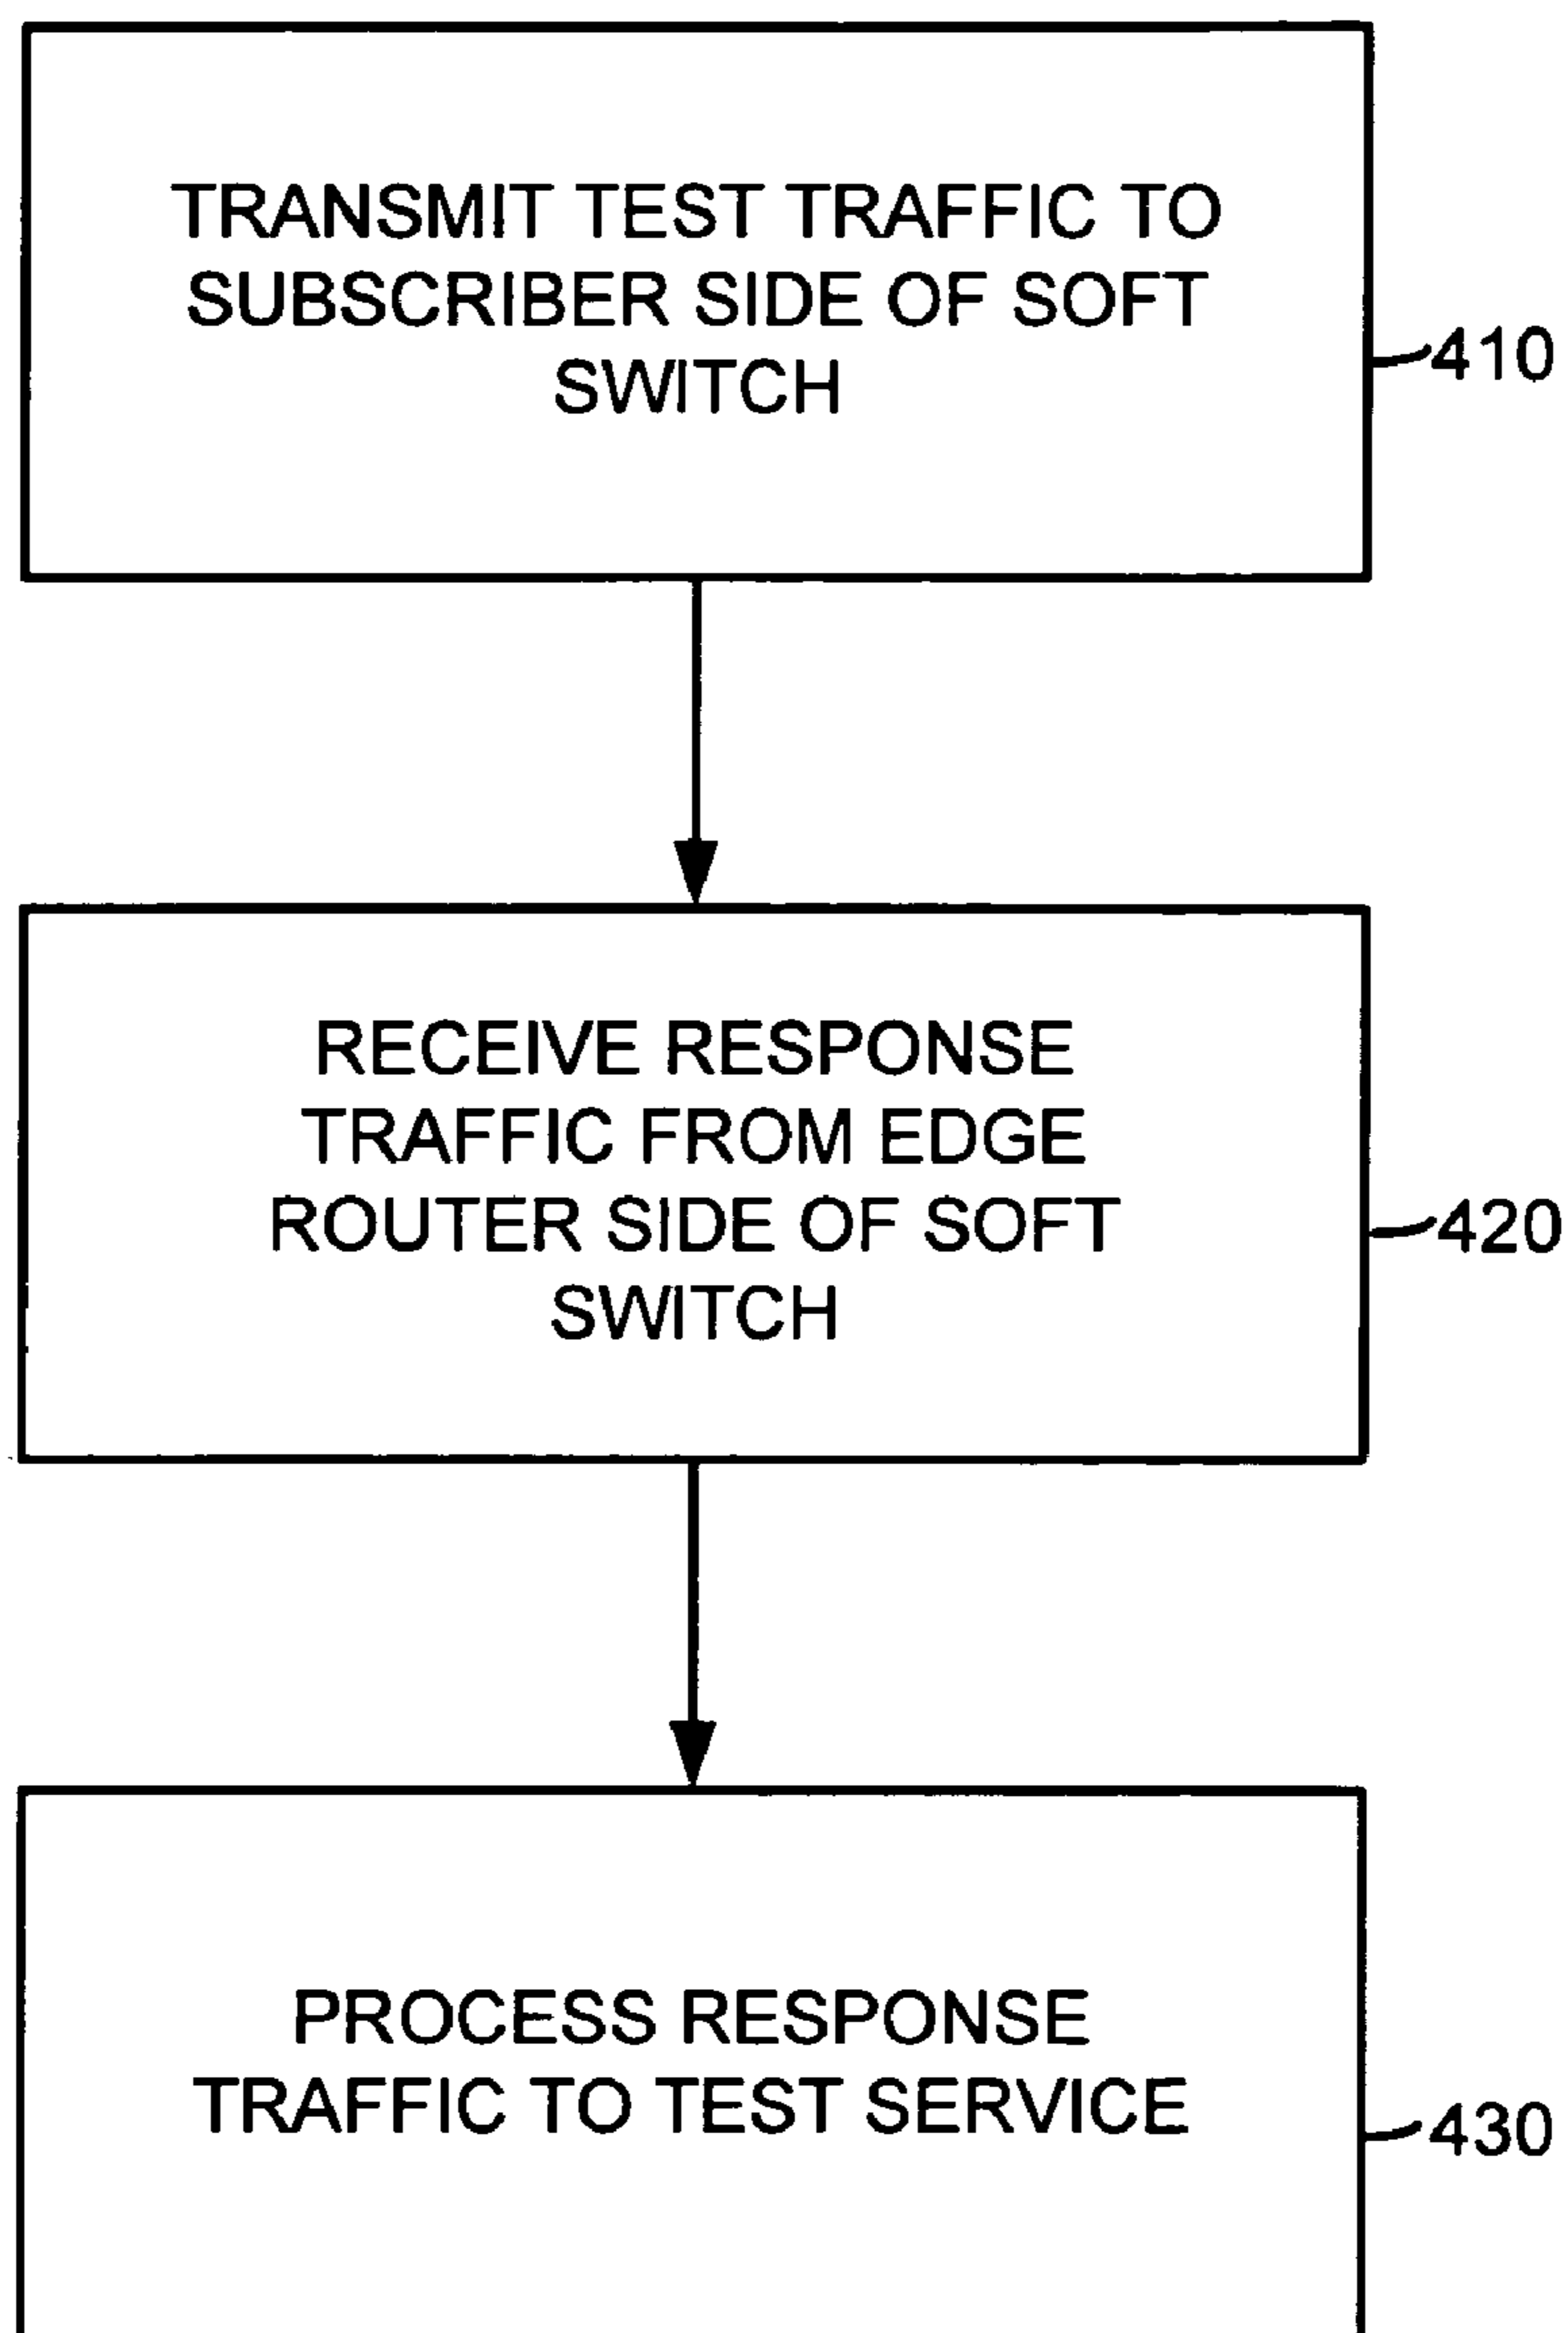 TRANSMIT TEST TRAFFIC TO
SUBSCRIBER SIDE OF SOFT
SWITCH
410
RECEIVE RESPONSE
TRAFFIC FROM EDGE
ROUTER SIDE OF SOFT
SWITCH
420
PROCESS RESPONSE
TRAFFIC TO TEST SERVICE
430